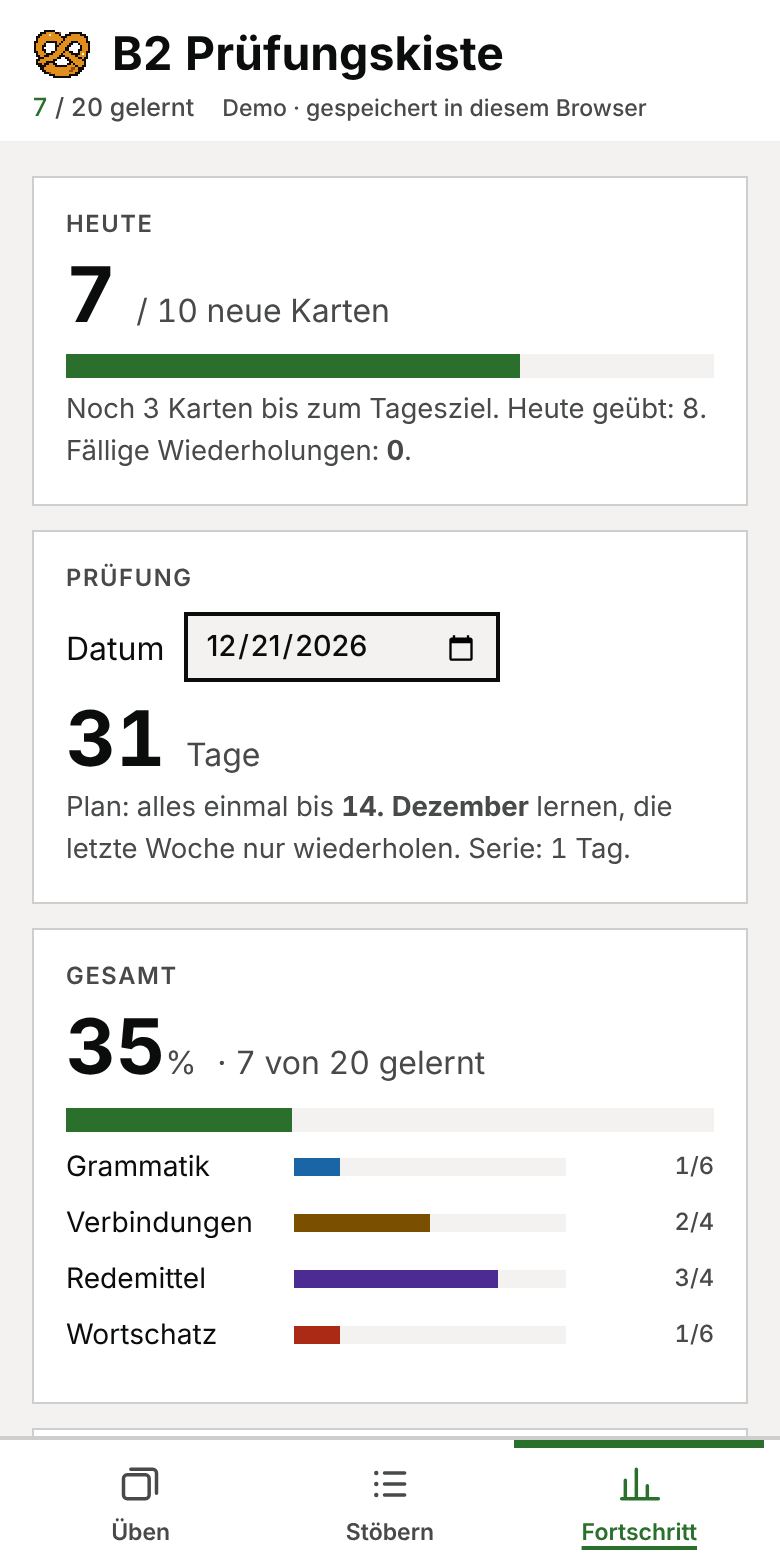 B2 Prüfungskiste
7 / 20 gelernt Demo · gespeichert in diesem Browser
HEUTE
7 / 10 neue Karten
Noch 3 Karten bis zum Tagesziel. Heute geübt: 8.
Fällige Wiederholungen: 0.
PRÜFUNG
Datum 12/21/2026
31 Tage
Plan: alles einmal bis 14. Dezember lernen, die
letzte Woche nur wiederholen. Serie: 1 Tag.
GESAMT
35% · 7 von 20 gelernt
Grammatik 1/6
Verbindungen 2/4
Redemittel 3/4
Wortschatz 1/6
Üben Stöbern Fortschritt